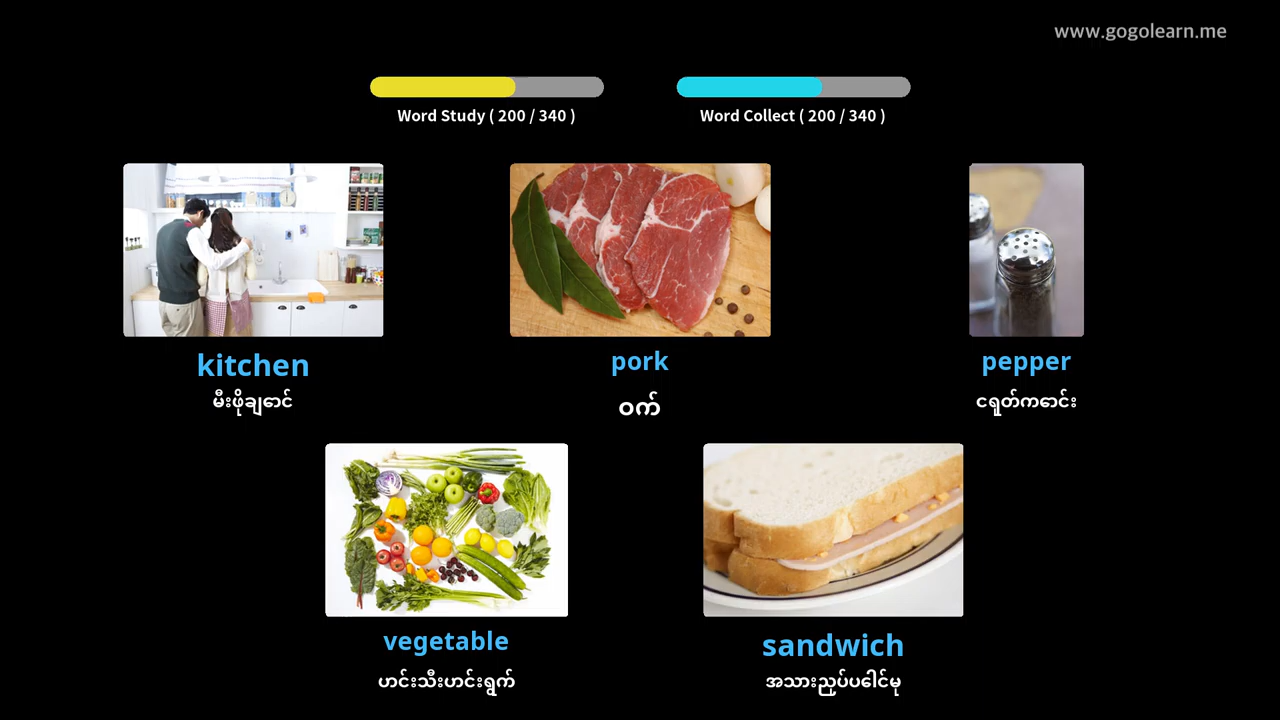 www.gogolearn.me
Word Study ( 200 / 340 )
Word Collect ( 200 / 340 )
kitchen
မီးဖိုချောင်
pork
ဝက်
pepper
ငရုတ်ကောင်း
vegetable
ဟင်းသီးဟင်းရွက်
sandwich
အသားညှပ်ပေါင်မု